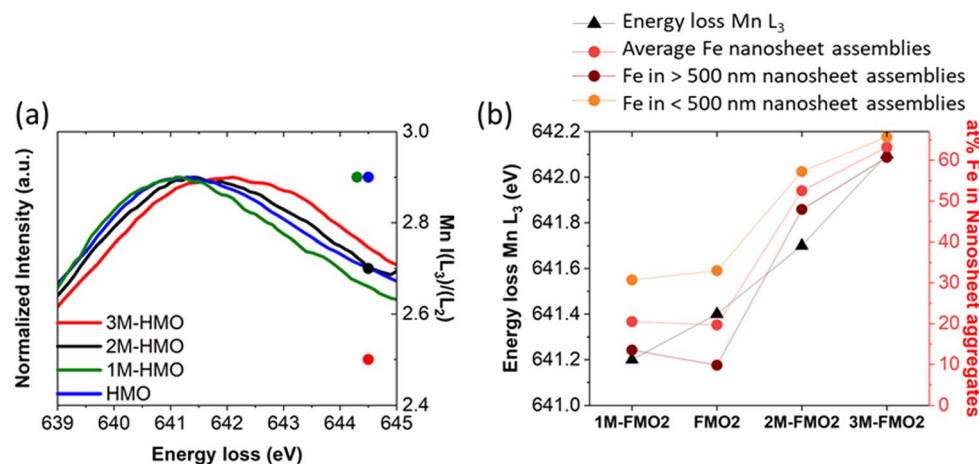 Energy loss Mn L3
Average Fe nanosheet assemblies
Fe in > 500 nm nanosheet assemblies
Fe in < 500 nm nanosheet assemblies
(a)
Normalized Intensity (a.u.)
3M-HMO
2M-HMO
1M-HMO
HMO
639 640 641 642 643 644 645
Energy loss (eV)
3.0
2.8
2.6
2.4
Mn I(L3)/(L2)
(b)
Energy loss Mn L3 (eV)
642.2
642.0
641.8
641.6
641.4
641.2
641.0
1M-FMO2 FMO2 2M-FMO2 3M-FMO2
60
50
40
30
20
10
0
at% Fe in Nanosheet aggregates